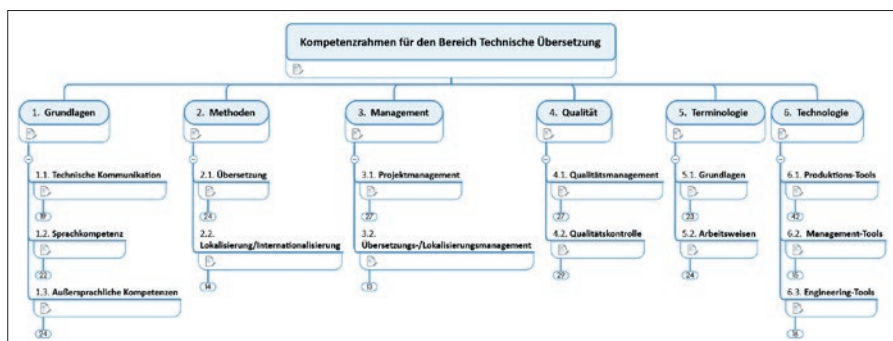 Kompetenzrahmen für den Bereich Technische Übersetzung
1. Grundlagen
2. Methoden
3. Management
4. Qualität
5. Terminologie
6. Technologie
1.1. Technische Kommunikation
2.1. Übersetzung
3.1. Projektmanagement
4.1. Qualitätsmanagement
5.1. Grundlagen
6.1. Produktions-Tools
19
24
27
27
23
42
1.2. Sprachkompetenz
2.2.
Lokalisierung/Internationalisierung
3.2.
Übersetzungs-/Lokalisierungsmanagement
4.2. Qualitätskontrolle
5.2. Arbeitsweisen
6.2. Management-Tools
22
14
13
29
24
1.3. Außersprachliche Kompetenzen
6.3. Engineering-Tools
24